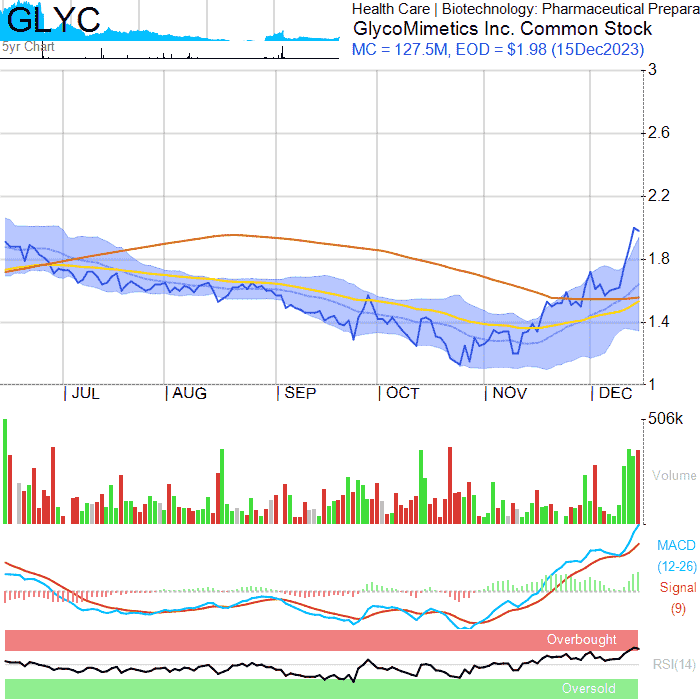 GLYC
5yr Chart
Health Care | Biotechnology: Pharmaceutical Prepara
GlycoMimetics Inc. Common Stock
MC = 127.5M, EOD = $1.98 (15Dec2023)
3
2.6
2.2
1.8
1.4
1
JUL AUG SEP OCT NOV DEC
506k
Volume
MACD
(12-26)
Signal
(9)
Overbought
RSI(14)
Oversold